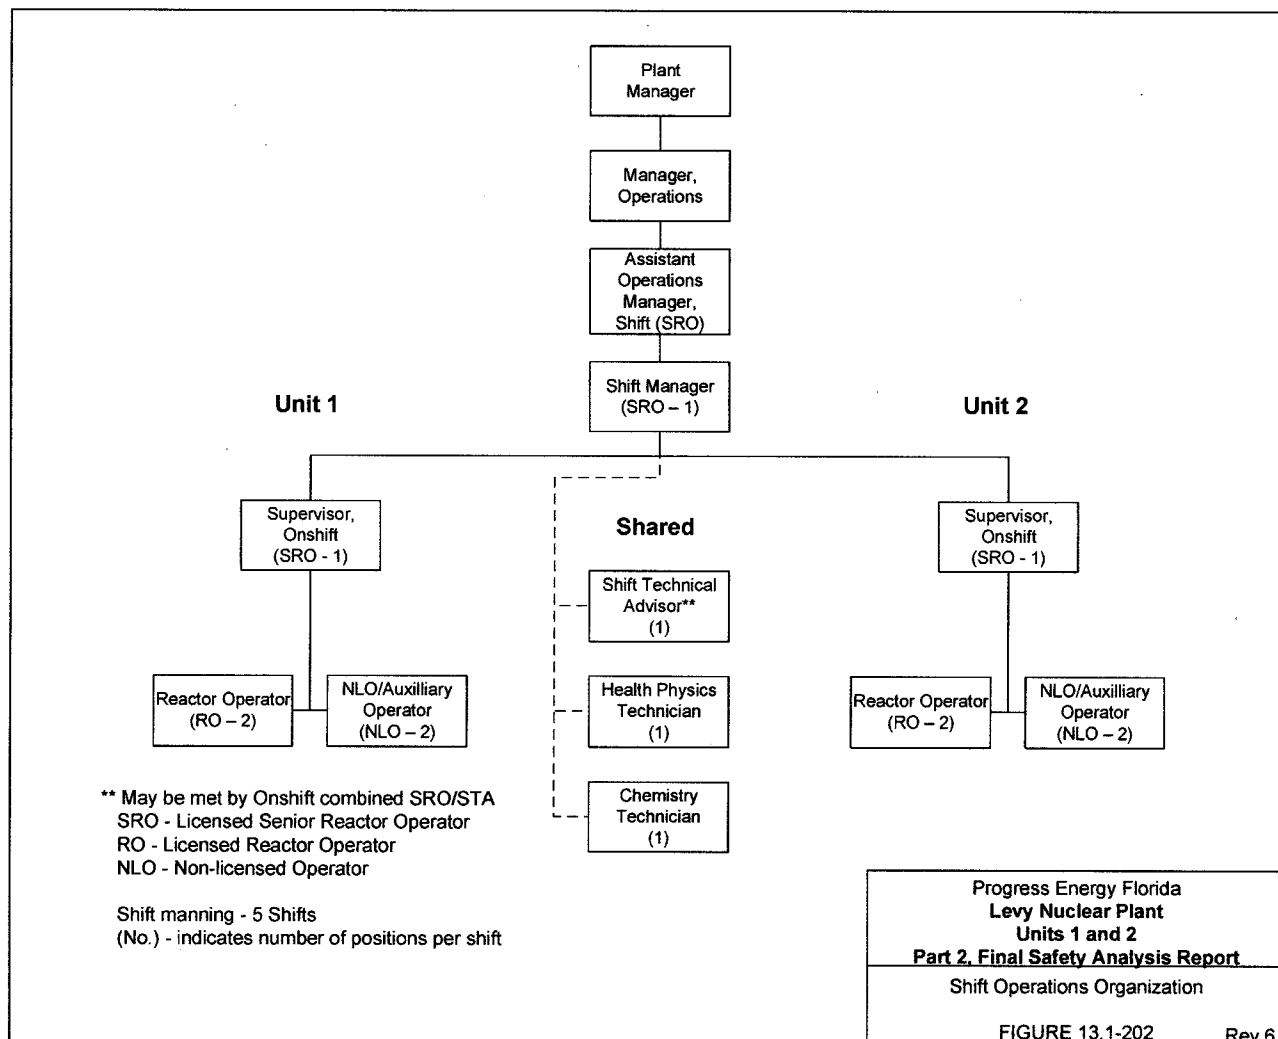 Plant
Manager
Manager,
Operations
Assistant
Operations
Manager,
Shift (SRO)
Shift Manager
(SRO – 1)
Unit 1
Unit 2
Supervisor,
Onshift
(SRO - 1)
Shared
Supervisor,
Onshift
(SRO - 1)
Shift Technical
Advisor**
(1)
Reactor Operator
(RO – 2)
NLO/Auxilliary
Operator
(NLO – 2)
Health Physics
Technician
(1)
Reactor Operator
(RO – 2)
NLO/Auxilliary
Operator
(NLO – 2)
Chemistry
Technician
(1)
** May be met by Onshift combined SRO/STA
SRO - Licensed Senior Reactor Operator
RO - Licensed Reactor Operator
NLO - Non-licensed Operator
Shift manning - 5 Shifts
(No.) - indicates number of positions per shift
Progress Energy Florida
Levy Nuclear Plant
Units 1 and 2
Part 2, Final Safety Analysis Report
Shift Operations Organization
FIGURE 13.1-202 Rev 6